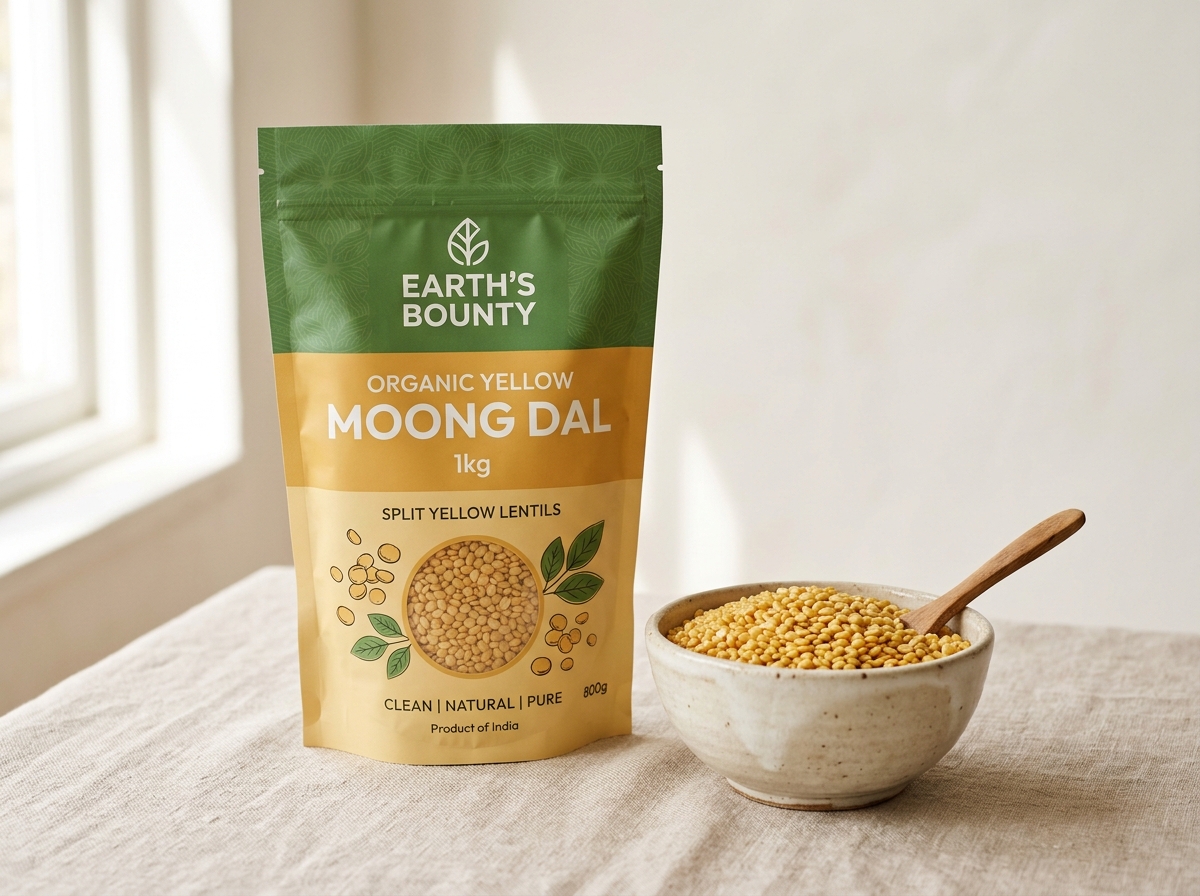 EARTH'S
BOUNTY
ORGANIC YELLOW
MOONG DAL
1kg
SPLIT YELLOW LENTILS
CLEAN | NATURAL | PURE
800g
Product of India